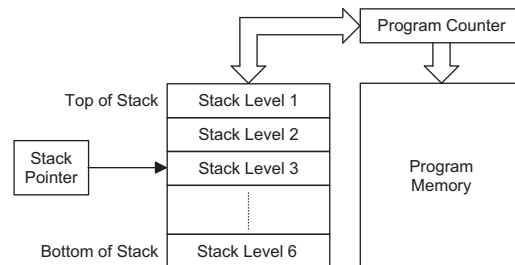 Program Counter
Top of Stack
Stack Level 1
Stack Level 2
Stack
Pointer
Stack Level 3
Program
Memory
Bottom of Stack
Stack Level 6